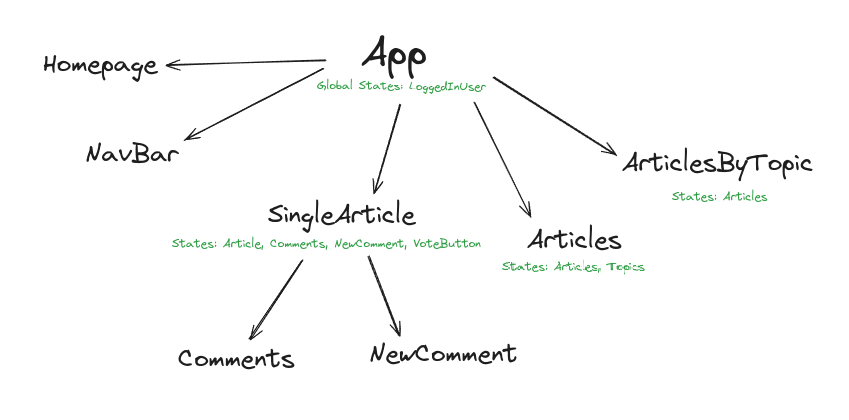 App
Global States: LoggedInUser
Homepage
NavBar
ArticlesByTopic
States: Articles
SingleArticle
States: Article, Comments, NewComment, VoteButton
Articles
States: Articles, Topics
Comments
NewComment